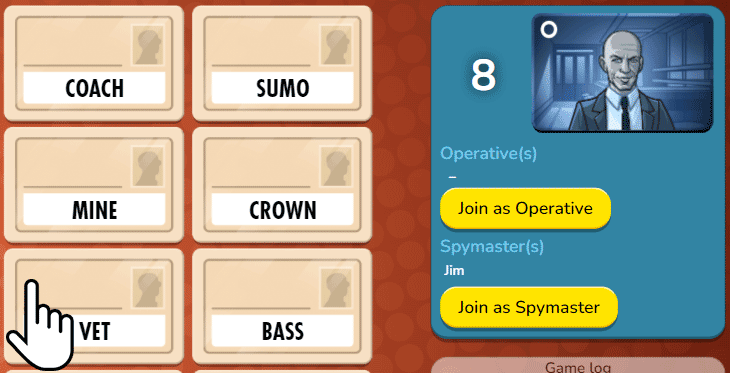 COACH
SUMO
MINE
CROWN
VET
BASS
8
Operative(s)
–
Join as Operative
Spymaster(s)
Jim
Join as Spymaster
Game log